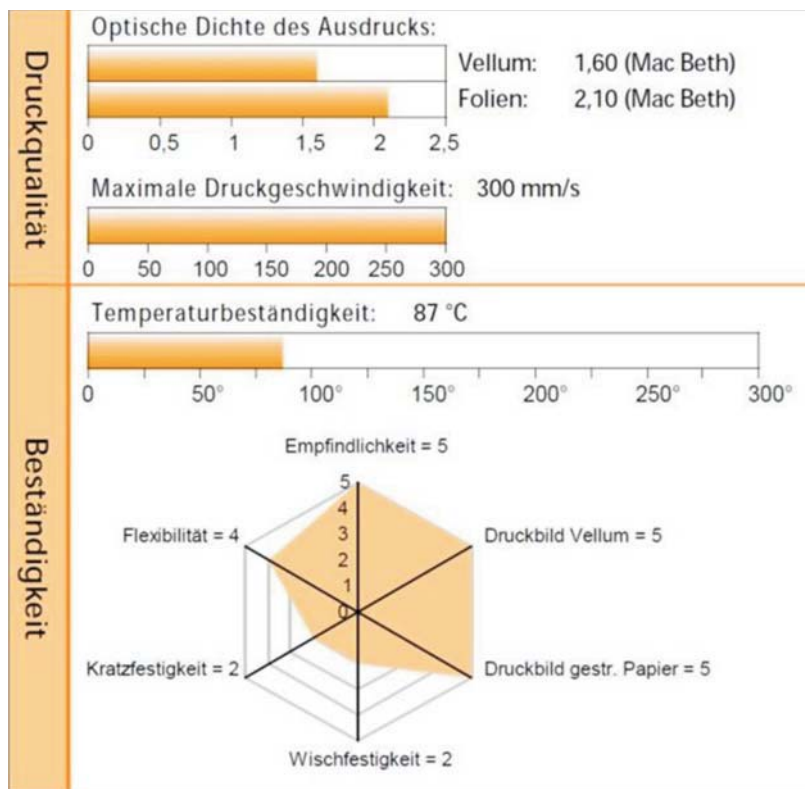 Druckqualität
Optische Dichte des Ausdrucks:
Vellum: 1,60 (Mac Beth)
Folien: 2,10 (Mac Beth)
0 0,5 1 1,5 2 2,5
Maximale Druckgeschwindigkeit: 300 mm/s
0 50 100 150 200 250 300
Beständigkeit
Temperaturbeständigkeit: 87 °C
0 50° 100° 150° 200° 250° 300°
Empfindlichkeit = 5
5
4
3
2
1
0
Flexibilität = 4
Druckbild Vellum = 5
Kratzfestigkeit = 2
Druckbild gestr. Papier = 5
Wischfestigkeit = 2